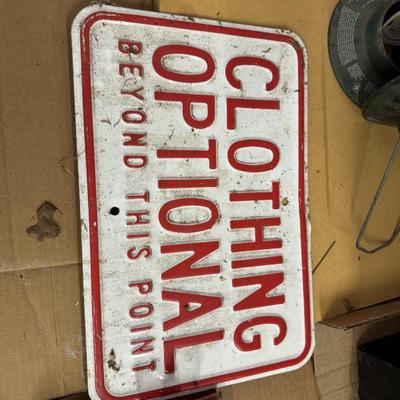 CLOTHING
OPTIONAL
BEYOND THIS POINT